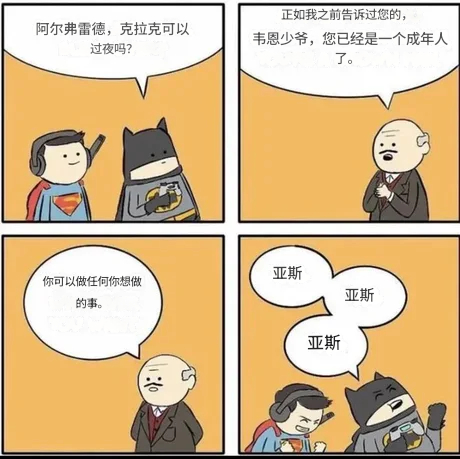 阿尔弗雷德，克拉克可以
过夜吗？
正如我之前告诉过您的，
韦恩少爷，您已经是一个成年人
了。
你可以做任何你想做
的事。
亚斯
亚斯
亚斯